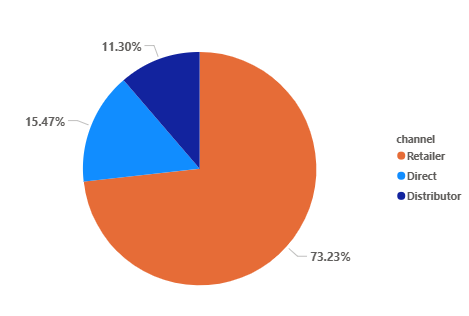 11.30%
15.47%
73.23%
channel
Retailer
Direct
Distributor